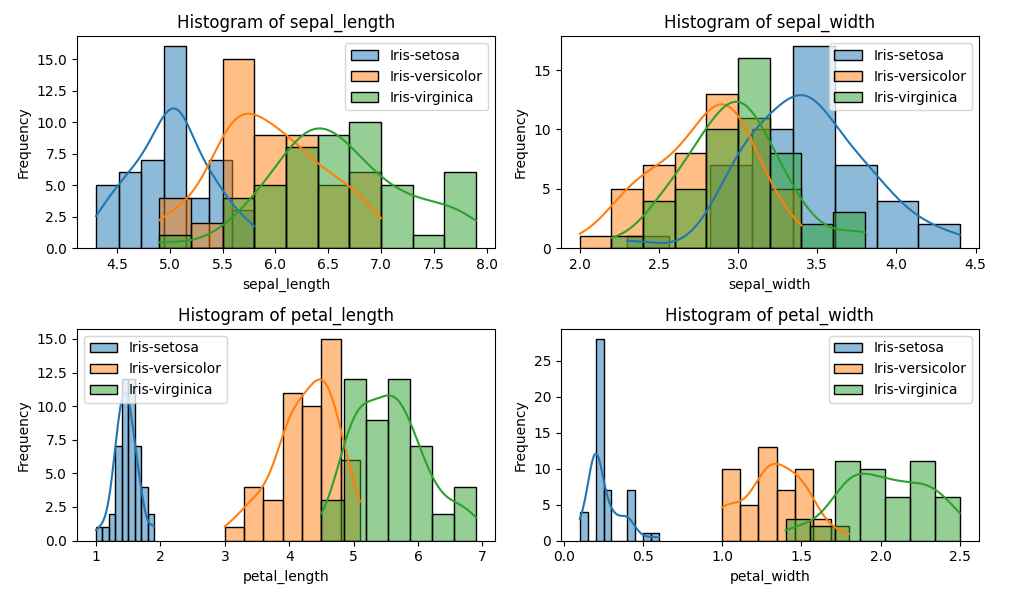 Histogram of sepal_length
Frequency
15.0
12.5
10.0
7.5
5.0
2.5
0.0
Iris-setosa
Iris-versicolor
Iris-virginica
4.5 5.0 5.5 6.0 6.5 7.0 7.5 8.0
sepal_length
Histogram of sepal_width
Frequency
15
10
5
0
Iris-setosa
Iris-versicolor
Iris-virginica
2.0 2.5 3.0 3.5 4.0 4.5
sepal_width
Histogram of petal_length
Frequency
15.0
12.5
10.0
7.5
5.0
2.5
0.0
Iris-setosa
Iris-versicolor
Iris-virginica
1 2 3 4 5 6 7
petal_length
Histogram of petal_width
Frequency
25
20
15
10
5
0
Iris-setosa
Iris-versicolor
Iris-virginica
0.0 0.5 1.0 1.5 2.0 2.5
petal_width